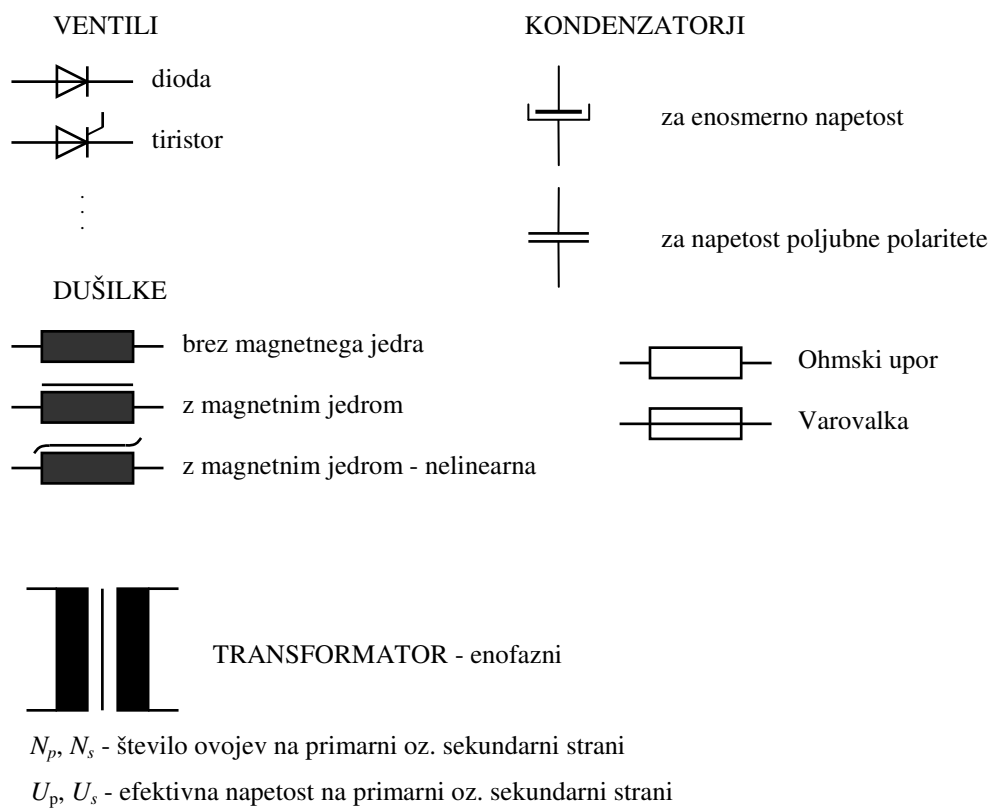 VENTILI
dioda
tiristor
DUŠILKE
brez magnetnega jedra
z magnetnim jedrom
z magnetnim jedrom - nelinearna
KONDENZATORJI
za enosmerno napetost
za napetost poljubne polaritete
Ohmski upor
Varovalka
TRANSFORMATOR - enofazni
Np, Ns - število ovojev na primarni oz. sekundarni strani
Up, Us - efektivna napetost na primarni oz. sekundarni strani